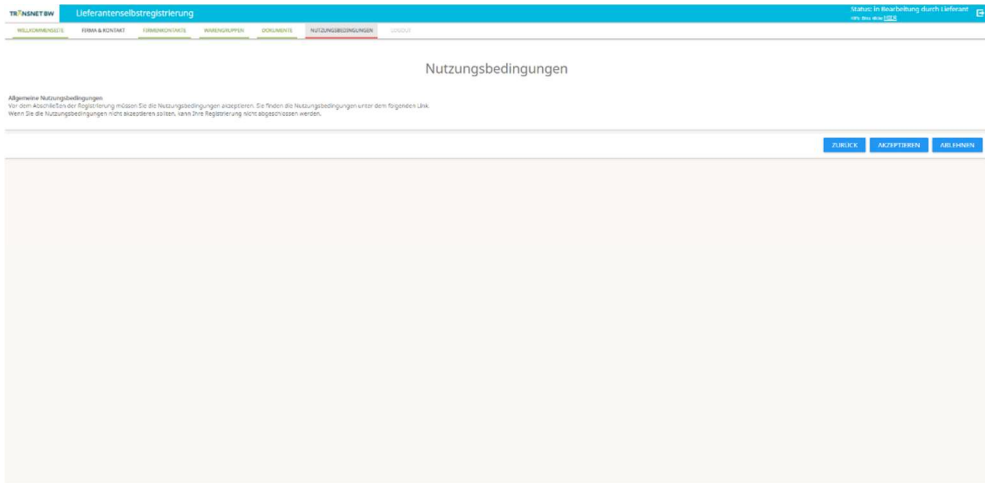 TRANSNET BW
Lieferantenselbstregistrierung
Status: In Bearbeitung durch Lieferant
HIER
WILLKOMMENSSEITE
FIRMA & KONTAKT
FIRMENKONTAKTE
WARENGRUPPEN
DOKUMENTE
NUTZUNGSBEDINGUNGEN
Nutzungsbedingungen
Allgemeine Nutzungsbedingungen
Vor dem Abschließen der Registrierung müssen Sie die Nutzungsbedingungen akzeptieren. Sie finden die Nutzungsbedingungen unter dem folgenden Link.
Wenn Sie die Nutzungsbedingungen nicht akzeptieren sollten, kann Ihre Registrierung nicht abgeschlossen werden.
ZURÜCK
AKZEPTIEREN
ABLEHNEN